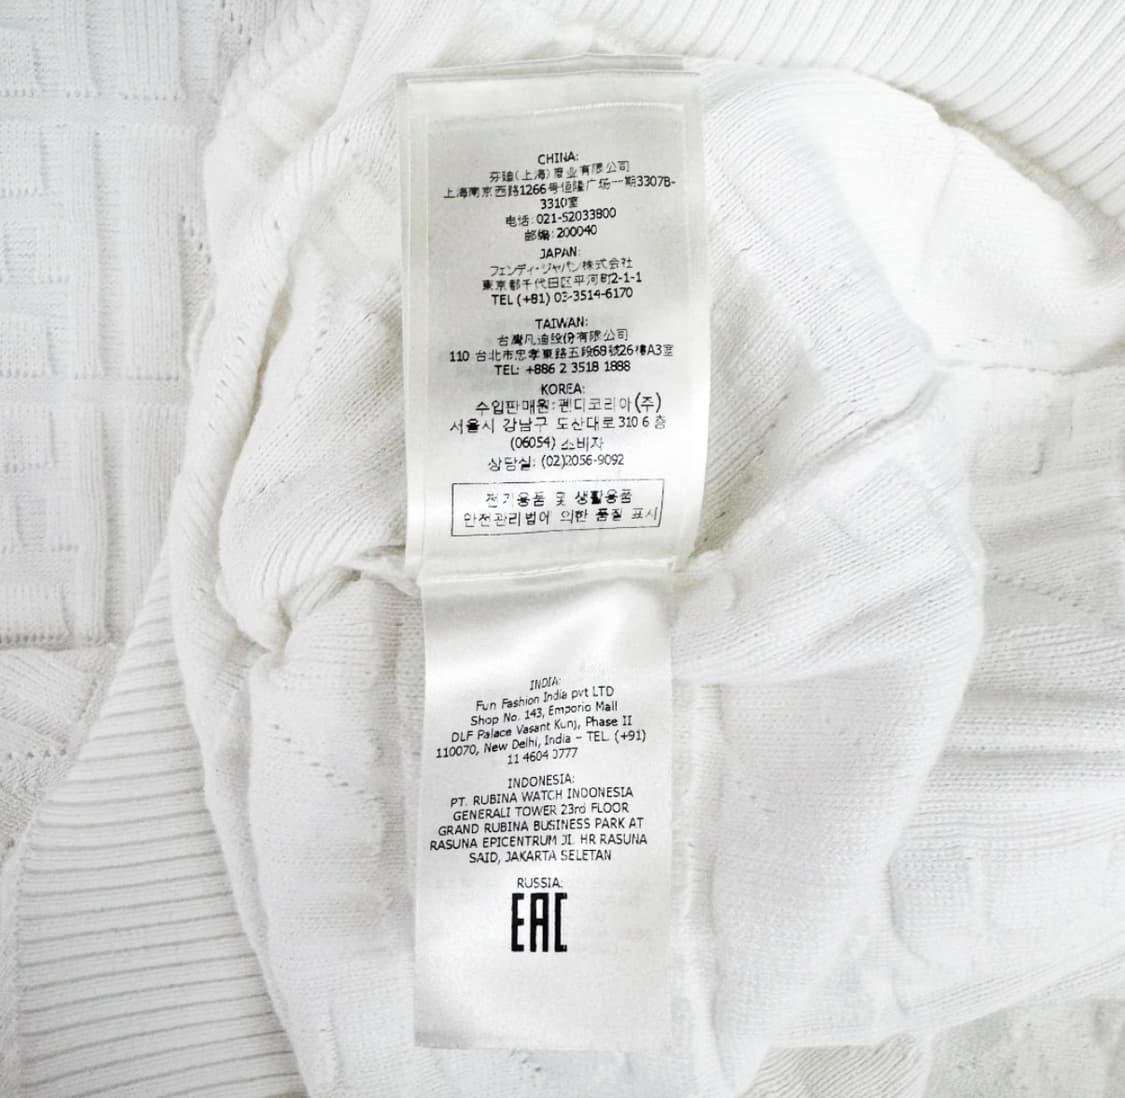 CHINA:
芬迪(上海)商业有限公司
上海南京西路1266号恒隆广场一期3307B-
3310室
电话: 021-52033800
邮编: 200040
JAPAN:
フェンディ・ジャパン株式会社
東京都千代田区平河町2-1-1
TEL (+81) 03-3514-6170
TAIWAN:
台灣凡迪股份有限公司
110 台北市忠孝東路五段68號26樓A3室
TEL: +886 2 3518 1888
KOREA:
수입판매원: 펜디코리아 (주)
서울시 강남구 도산대로 310 6 층
(06054) 소비자
상담실: (02)2056-9092
전기용품 및 생활용품
안전관리법에 의한 품질 표시
INDIA:
Fun Fashion India pvt LTD
Shop No. 143, Emporio Mall
DLF Palace Vasant Kunj, Phase II
110070, New Delhi, India – TEL. (+91)
11 4604 0777
INDONESIA:
PT. RUBINA WATCH INDONESIA
GENERALI TOWER 23rd FLOOR
GRAND RUBINA BUSINESS PARK AT
RASUNA EPICENTRUM JI. HR RASUNA
SAID, JAKARTA SELETAN
RUSSIA:
EAC